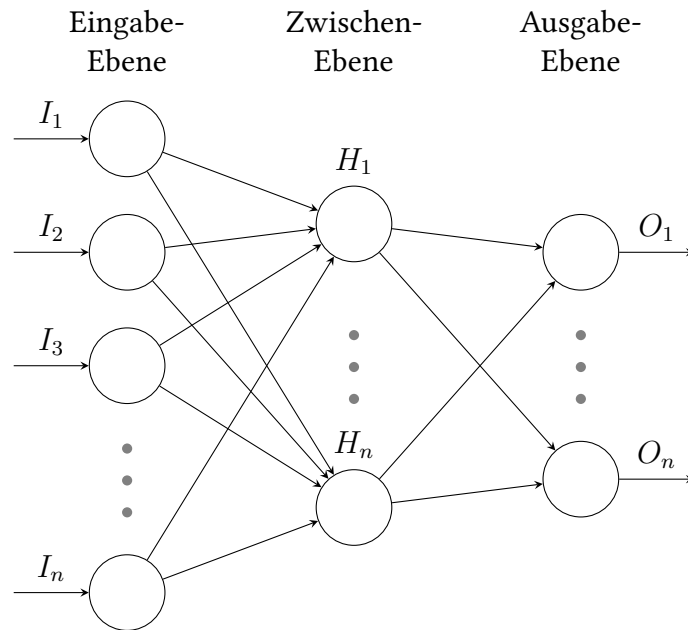 Eingabe-
Ebene
Zwischen-
Ebene
Ausgabe-
Ebene
I₁
I₂
I₃
Iₙ
H₁
Hₙ
O₁
Oₙ